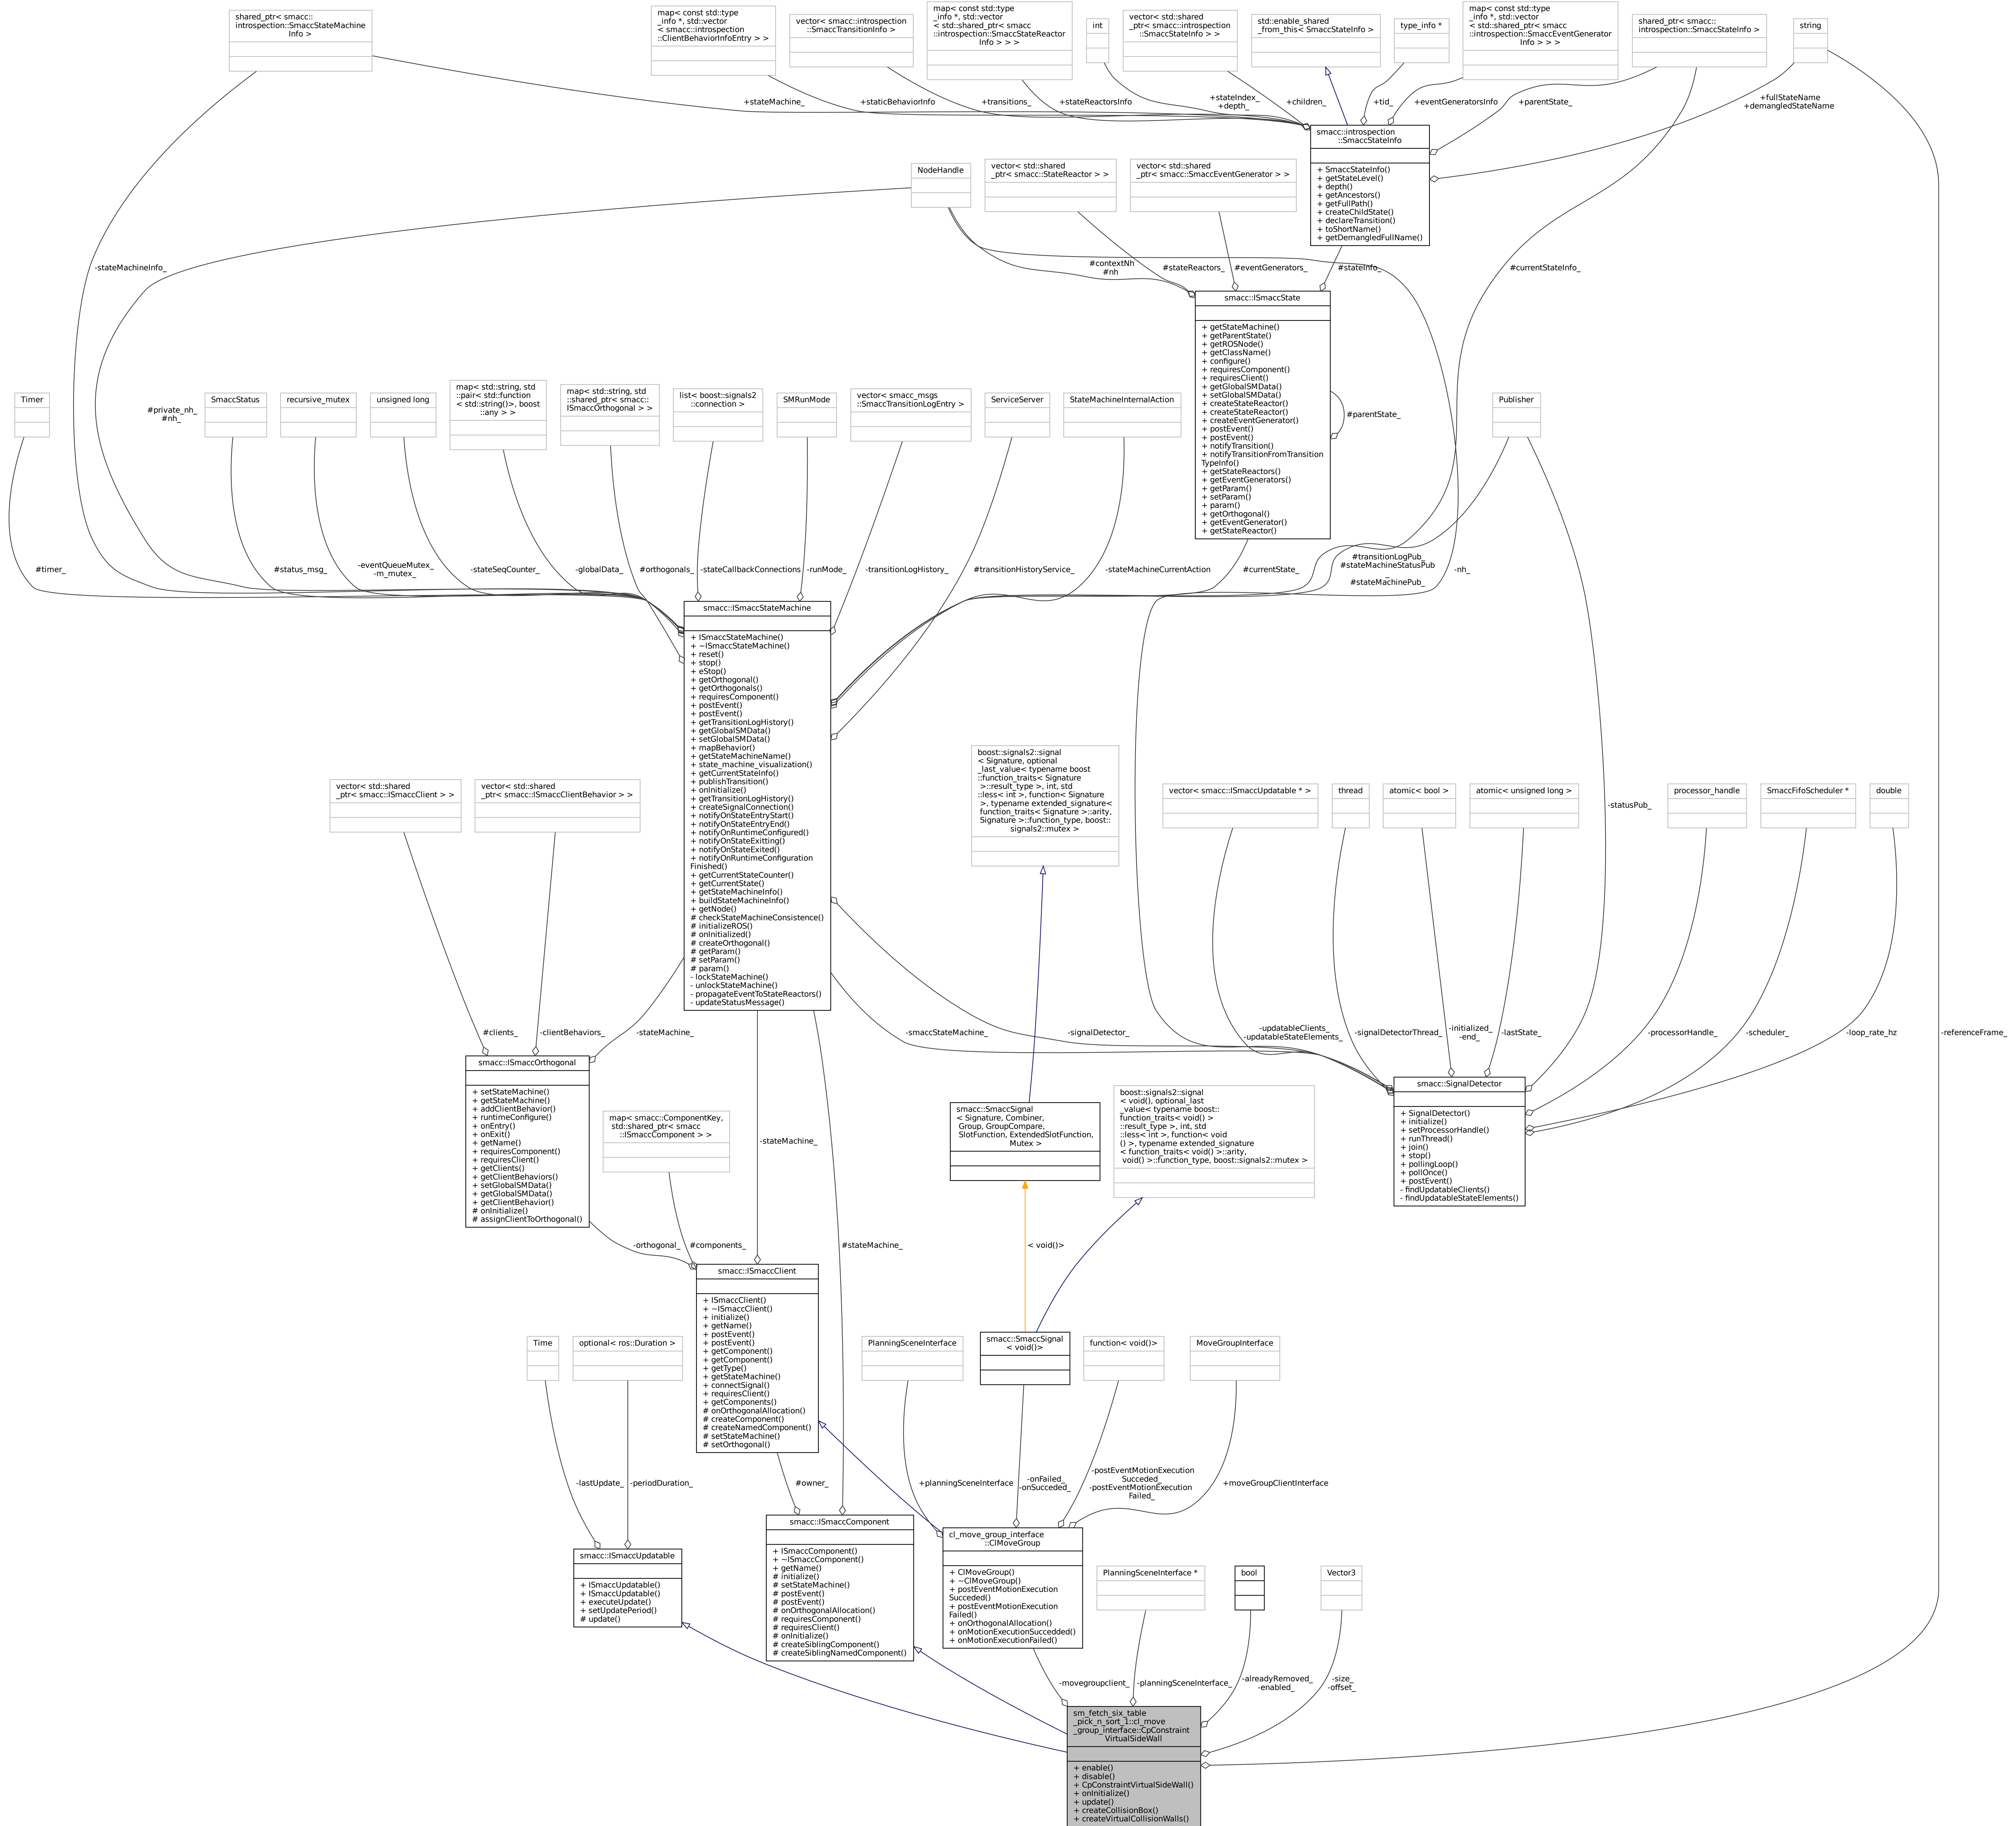 shared_ptr< smacc::
introspection::SmaccStateMachine
Info >
map< const std::type
_info *, std::vector
< smacc::introspection
::ClientBehaviorInfoEntry > >
vector< smacc::introspection
::SmaccTransitionInfo >
map< const std::type
_info *, std::vector
< std::shared_ptr< smacc
::introspection::SmaccStateReactor
Info > > >
int
vector< std::shared
_ptr< smacc::introspection
::SmaccStateInfo > >
std::enable_shared
_from_this< SmaccStateInfo >
type_info *
map< const std::type
_info *, std::vector
< std::shared_ptr< smacc
::introspection::SmaccEventGenerator
Info > > >
shared_ptr< smacc::
introspection::SmaccStateInfo >
string
+stateMachine_
+staticBehaviorInfo
+transitions_
+stateReactorsInfo
+stateIndex_
+depth_
+children_
+tid_
+eventGeneratorsInfo
+parentState_
+fullStateName
+demangledStateName
smacc::introspection
::SmaccStateInfo
+ SmaccStateInfo()
+ getStateLevel()
+ depth()
+ getAncestors()
+ getFullPath()
+ createChildState()
+ declareTransition()
+ toShortName()
+ getDemangledFullName()
NodeHandle
vector< std::shared
_ptr< smacc::StateReactor > >
vector< std::shared
_ptr< smacc::SmaccEventGenerator > >
-stateMachineInfo_
#contextNh
#nh
#stateReactors_
#eventGenerators_
#stateInfo_
#currentStateInfo_
smacc::ISmaccState
+ getStateMachine()
+ getParentState()
+ getROSNode()
+ getClassName()
+ configure()
+ requiresComponent()
+ requiresClient()
+ getGlobalSMData()
+ setGlobalSMData()
+ createStateReactor()
+ createStateReactor()
+ createEventGenerator()
+ postEvent()
+ postEvent()
+ notifyTransition()
+ notifyTransitionFromTransition
TypeInfo()
+ getStateReactors()
+ getEventGenerators()
+ getParam()
+ setParam()
+ param()
+ getOrthogonal()
+ getEventGenerator()
+ getStateReactor()
#parentState_
Timer
#private_nh_
#nh_
SmaccStatus
recursive_mutex
unsigned long
map< std::string, std
::pair< std::function
< std::string()>, boost
::any > >
map< std::string, std
::shared_ptr< smacc::
ISmaccOrthogonal > >
list< boost::signals2
::connection >
SMRunMode
vector< smacc_msgs
::SmaccTransitionLogEntry >
ServiceServer
StateMachineInternalAction
Publisher
#timer_
#status_msg_
-eventQueueMutex_
-m_mutex_
-stateSeqCounter_
-globalData_
#orthogonals_
-stateCallbackConnections
-runMode_
-transitionLogHistory_
#transitionHistoryService_
-stateMachineCurrentAction
#currentState_
#transitionLogPub_
#stateMachineStatusPub
_
#stateMachinePub_
-nh_
smacc::ISmaccStateMachine
+ ISmaccStateMachine()
+ ~ISmaccStateMachine()
+ reset()
+ stop()
+ eStop()
+ getOrthogonal()
+ getOrthogonals()
+ requiresComponent()
+ postEvent()
+ postEvent()
+ getTransitionLogHistory()
+ getGlobalSMData()
+ setGlobalSMData()
+ mapBehavior()
+ getStateMachineName()
+ state_machine_visualization()
+ getCurrentStateInfo()
+ publishTransition()
+ onInitialize()
+ getTransitionLogHistory()
+ createSignalConnection()
+ notifyOnStateEntryStart()
+ notifyOnStateEntryEnd()
+ notifyOnRuntimeConfigured()
+ notifyOnStateExitting()
+ notifyOnStateExited()
+ notifyOnRuntimeConfiguration
Finished()
+ getCurrentStateCounter()
+ getCurrentState()
+ getStateMachineInfo()
+ buildStateMachineInfo()
+ getNode()
# checkStateMachineConsistence()
# initializeROS()
# onInitialized()
# createOrthogonal()
# getParam()
# setParam()
# param()
- lockStateMachine()
- unlockStateMachine()
- propagateEventToStateReactors()
- updateStatusMessage()
vector< std::shared
_ptr< smacc::ISmaccClient > >
vector< std::shared
_ptr< smacc::ISmaccClientBehavior > >
boost::signals2::signal
< Signature, optional
_last_value< typename boost
::function_traits< Signature
>::result_type >, int, std
::less< int >, function< Signature
>, typename extended_signature<
function_traits< Signature >::arity,
Signature >::function_type, boost::
signals2::mutex >
vector< smacc::ISmaccUpdatable * >
thread
atomic< bool >
atomic< unsigned long >
processor_handle
SmaccFifoScheduler *
double
-statusPub_
#clients_
-clientBehaviors_
-stateMachine_
-smaccStateMachine_
-signalDetector_
-updatableClients_
-updatableStateElements_
-signalDetectorThread_
-initialized_
-end_
-lastState_
-processorHandle_
-scheduler_
-loop_rate_hz
-referenceFrame_
smacc::ISmaccOrthogonal
+ setStateMachine()
+ getStateMachine()
+ addClientBehavior()
+ runtimeConfigure()
+ onEntry()
+ onExit()
+ getName()
+ requiresComponent()
+ requiresClient()
+ getClients()
+ getClientBehaviors()
+ setGlobalSMData()
+ getGlobalSMData()
+ getClientBehavior()
# onInitialize()
# assignClientToOrthogonal()
smacc::SignalDetector
+ SignalDetector()
+ initialize()
+ setProcessorHandle()
+ runThread()
+ join()
+ stop()
+ pollingLoop()
+ pollOnce()
+ postEvent()
- findUpdatableClients()
- findUpdatableStateElements()
map< smacc::ComponentKey,
std::shared_ptr< smacc
::ISmaccComponent > >
-stateMachine_
smacc::SmaccSignal
< Signature, Combiner,
Group, GroupCompare,
SlotFunction, ExtendedSlotFunction,
Mutex >
boost::signals2::signal
< void(), optional_last
_value< typename boost::
function_traits< void() >
::result_type >, int, std
::less< int >, function< void
() >, typename extended_signature
< function_traits< void() >::arity,
void() >::function_type, boost::signals2::mutex >
-orthogonal_
#components_
#stateMachine_
< void()>
smacc::ISmaccClient
+ ISmaccClient()
+ ~ISmaccClient()
+ initialize()
+ getName()
+ postEvent()
+ postEvent()
+ getComponent()
+ getComponent()
+ getType()
+ getStateMachine()
+ connectSignal()
+ requiresClient()
+ getComponents()
# onOrthogonalAllocation()
# createComponent()
# createNamedComponent()
# setStateMachine()
# setOrthogonal()
Time
optional< ros::Duration >
PlanningSceneInterface
smacc::SmaccSignal
< void()>
function< void()>
MoveGroupInterface
-lastUpdate_
-periodDuration_
#owner_
+planningSceneInterface
-onFailed_
-onSucceded_
-postEventMotionExecution
Succeded_
-postEventMotionExecution
Failed_
+moveGroupClientInterface
smacc::ISmaccUpdatable
+ ISmaccUpdatable()
+ ISmaccUpdatable()
+ executeUpdate()
+ setUpdatePeriod()
# update()
smacc::ISmaccComponent
+ ISmaccComponent()
+ ~ISmaccComponent()
+ getName()
# initialize()
# setStateMachine()
# postEvent()
# postEvent()
# onOrthogonalAllocation()
# requiresComponent()
# requiresClient()
# onInitialize()
# createSiblingComponent()
# createSiblingNamedComponent()
cl_move_group_interface
::ClMoveGroup
+ ClMoveGroup()
+ ~ClMoveGroup()
+ postEventMotionExecution
Succeded()
+ postEventMotionExecution
Failed()
+ onOrthogonalAllocation()
+ onMotionExecutionSuccedded()
+ onMotionExecutionFailed()
PlanningSceneInterface *
bool
Vector3
-movegroupclient_
-planningSceneInterface_
-alreadyRemoved_
-enabled_
-size_
-offset_
sm_fetch_six_table
_pick_n_sort_1::cl_move
_group_interface::CpConstraint
VirtualSideWall
+ enable()
+ disable()
+ CpConstraintVirtualSideWall()
+ onInitialize()
+ update()
+ createCollisionBox()
+ createVirtualCollisionWalls()